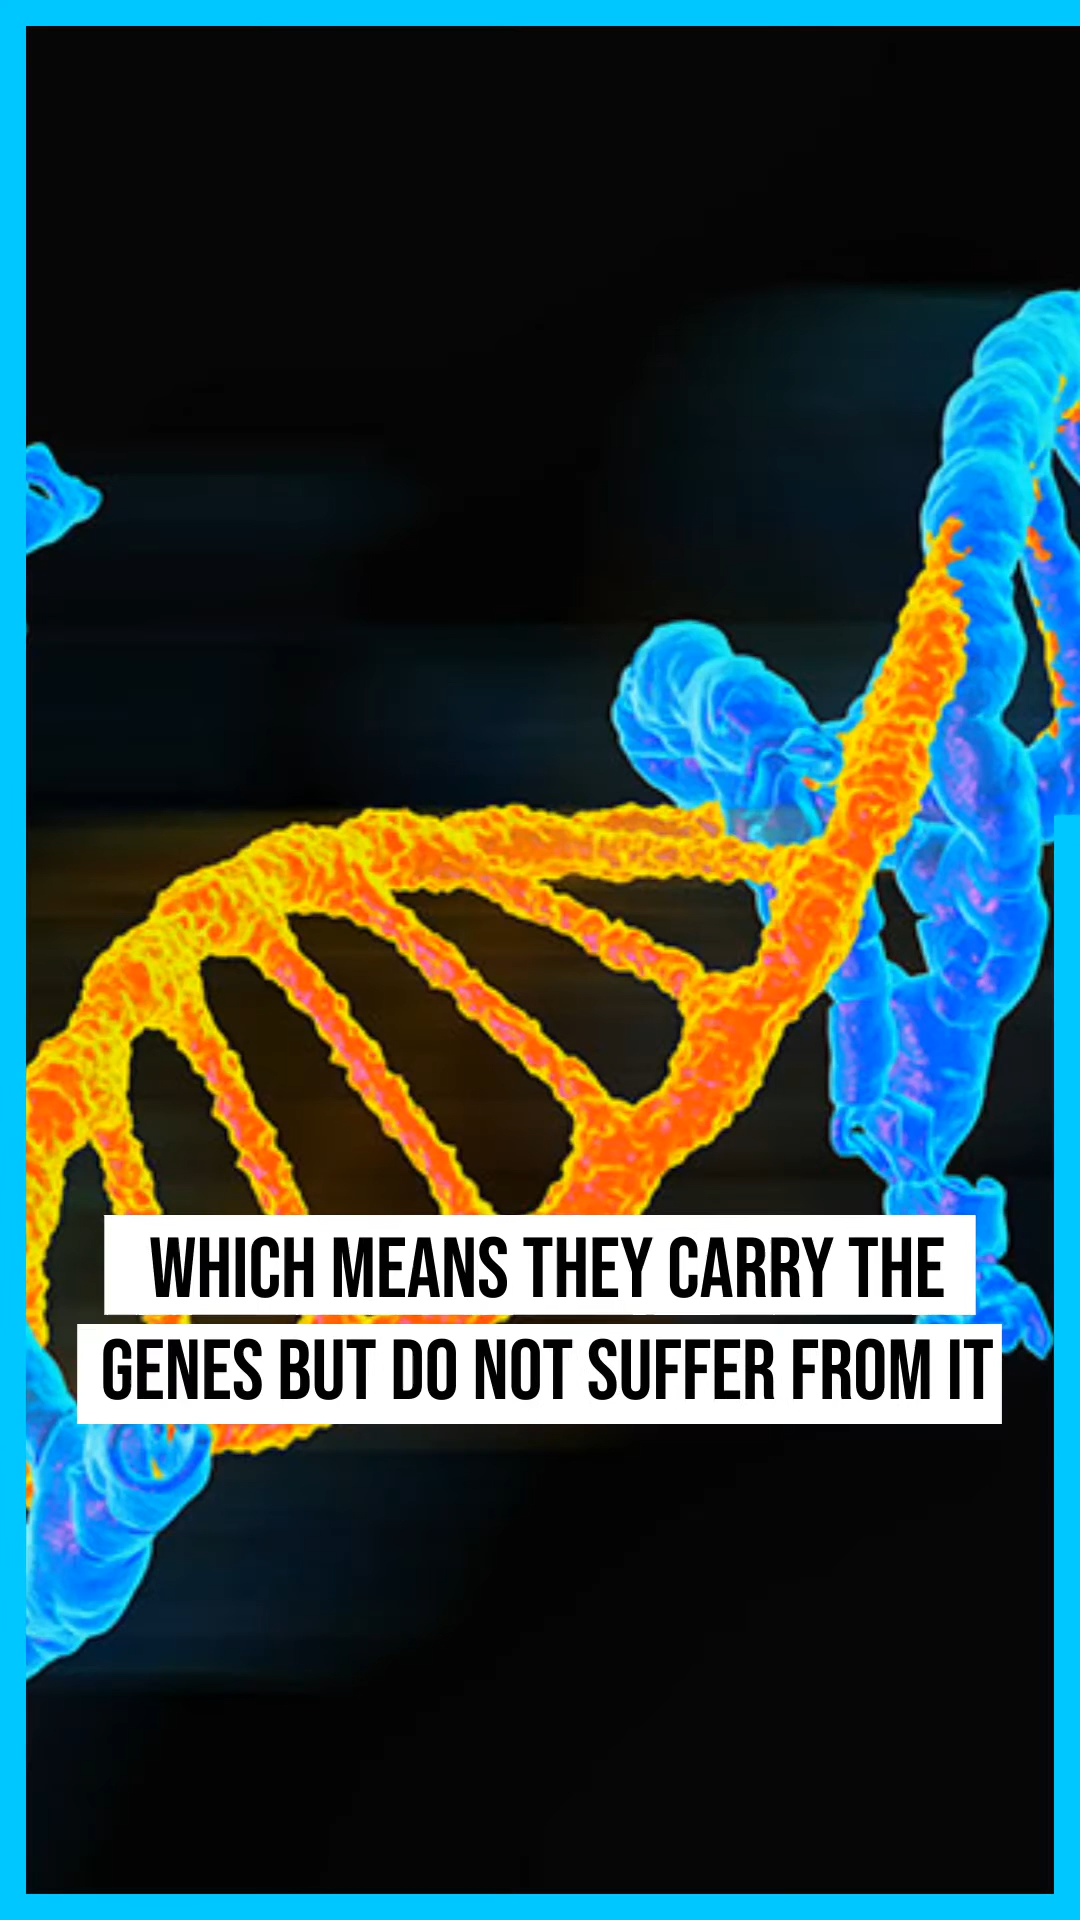 WHICH MEANS THEY CARRY THE
GENES BUT DO NOT SUFFER FROM IT